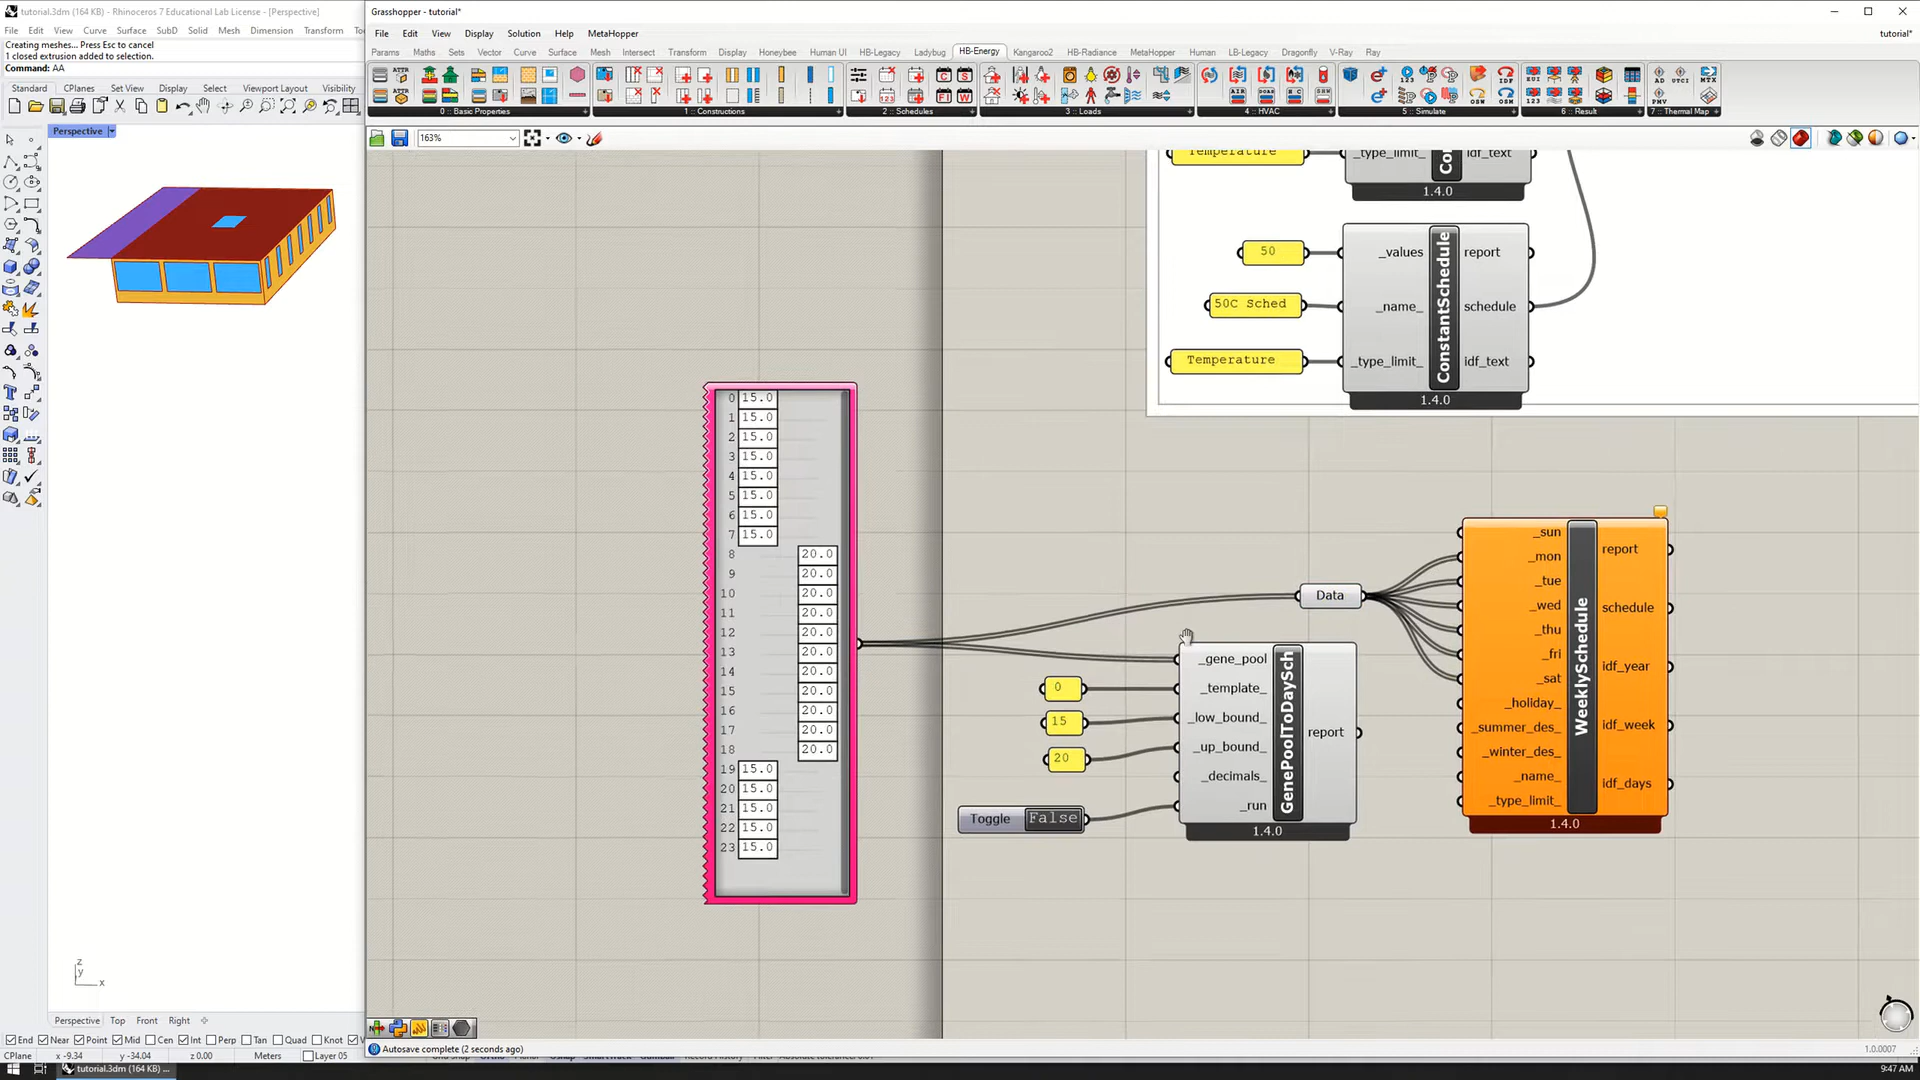 tutorial.3dm (164 KB) - Rhinoceros 7 Educational Lab License - [Perspective]
File Edit View Curve Surface SubD Solid Mesh Dimension Transform
Creating meshes... Press Esc to cancel
1 closed extrusion added to selection.
Command: AA
Standard CPlanes Set View Display Select Viewport Layout Visibility
Perspective
z
y
x
Perspective Top Front Right
End Near Point Mid Cen Int Perp Tan Quad Knot
CPlane x -9.34 y -34.04 z 0.00 Meters Layer 05
tutorial.3dm (164 KB) ...
Grasshopper - tutorial*
File Edit View Display Solution Help MetaHopper
tutorial*
Params Maths Sets Vector Curve Surface Mesh Intersect Transform Display Honeybee Human UI HB-Legacy Ladybug HB-Energy Kangaroo2 HB-Radiance MetaHopper Human LB-Legacy Dragonfly V-Ray Ray
0 :: Basic Properties
1 :: Constructions
2 :: Schedules
3 :: Loads
4 :: HVAC
5 :: Simulate
6 :: Result
7 :: Thermal Map
163%
Temperature
_type_limit_
idf_text
1.4.0
50
50C Sched
Temperature
_values
_name_
_type_limit_
ConstantSchedule
report
schedule
idf_text
1.4.0
0 15.0
1 15.0
2 15.0
3 15.0
4 15.0
5 15.0
6 15.0
7 15.0
8 20.0
9 20.0
10 20.0
11 20.0
12 20.0
13 20.0
14 20.0
15 20.0
16 20.0
17 20.0
18 20.0
19 15.0
20 15.0
21 15.0
22 15.0
23 15.0
Data
0
15
20
Toggle False
_gene_pool
_template_
_low_bound_
_up_bound_
_decimals_
_run
GenePoolToDaySch
report
1.4.0
_sun
_mon
_tue
_wed
_thu
_fri
_sat
_holiday_
_summer_des_
_winter_des_
_name_
_type_limit_
WeeklySchedule
report
schedule
idf_year
idf_week
idf_days
1.4.0
Autosave complete (2 seconds ago)
1.0.0007
9:47 AM